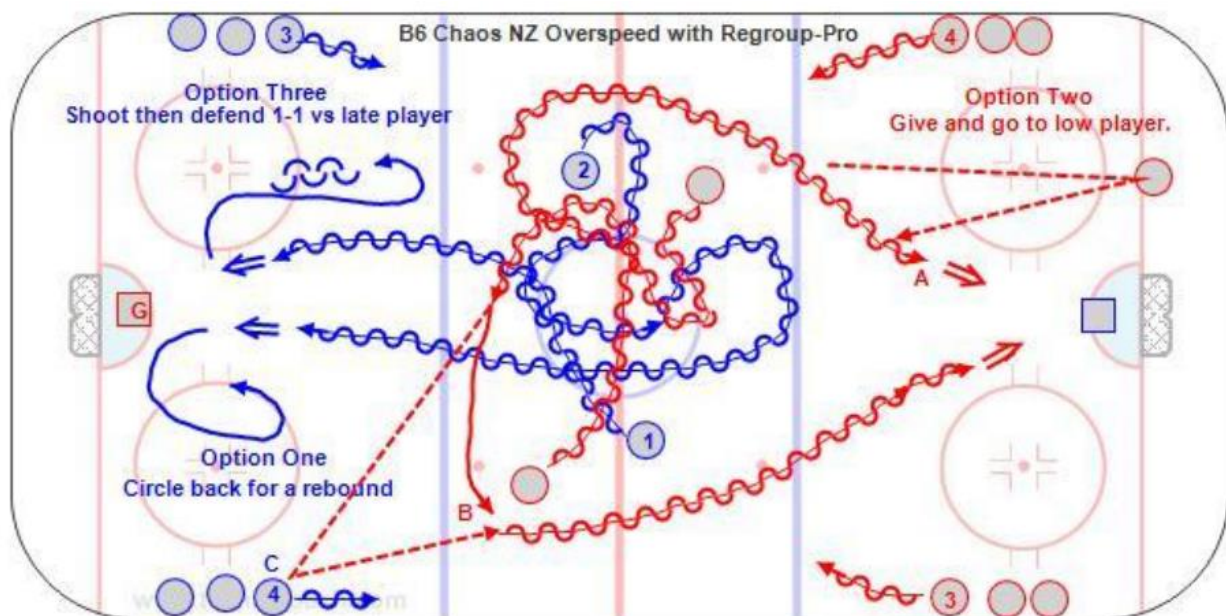 B6 Chaos NZ Overspeed with Regroup-Pro
3
4
Option Three
Shoot then defend 1-1 vs late player
Option Two
Give and go to low player.
2
A
G
1
Option One
Circle back for a rebound
B
C
4
3